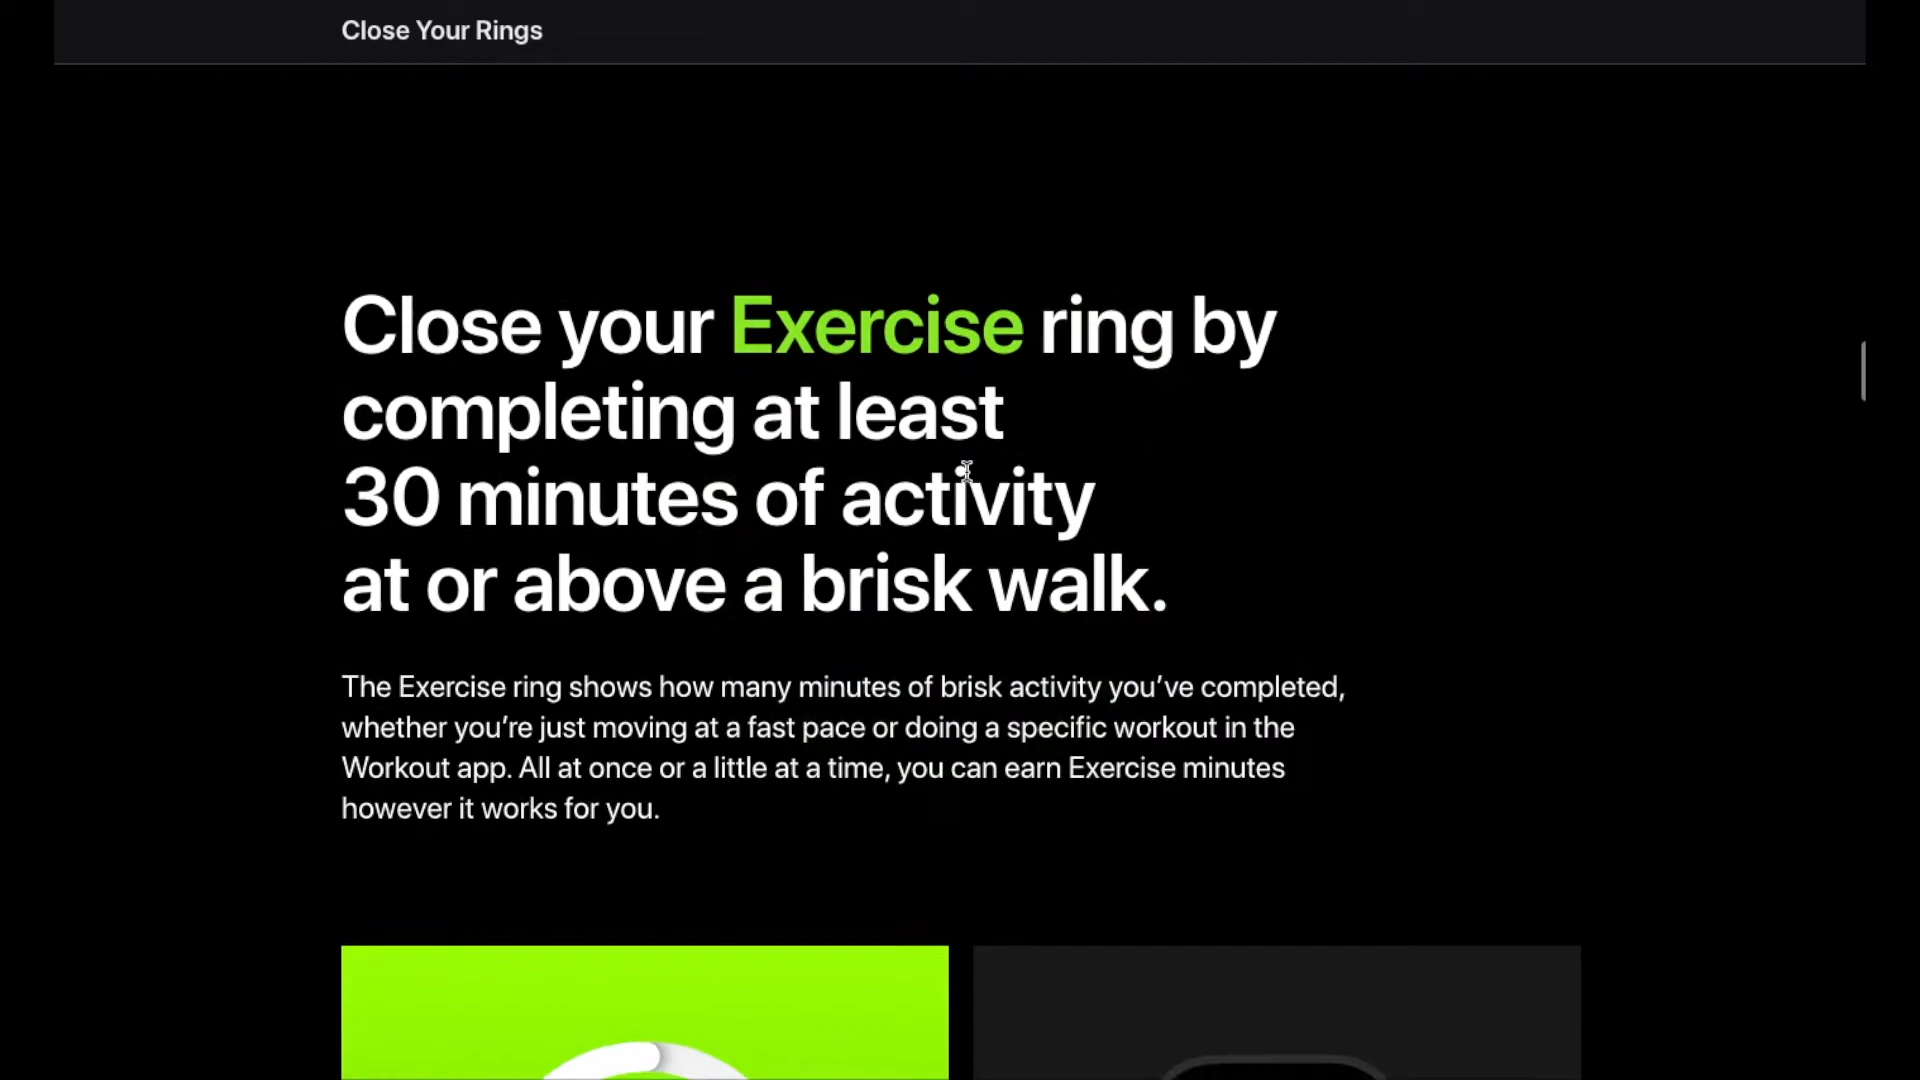 Close Your Rings
Close your Exercise ring by
completing at least
30 minutes of activity
at or above a brisk walk.
The Exercise ring shows how many minutes of brisk activity you’ve completed,
whether you’re just moving at a fast pace or doing a specific workout in the
Workout app. All at once or a little at a time, you can earn Exercise minutes
however it works for you.